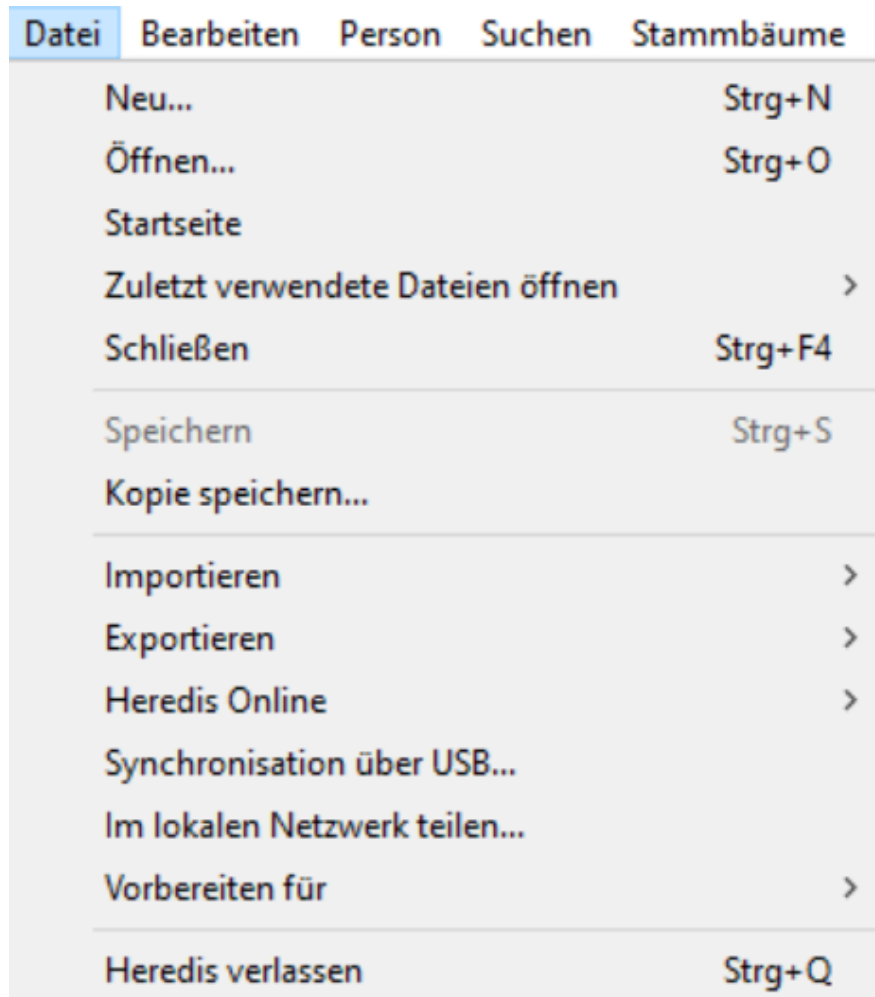 Datei Bearbeiten Person Suchen Stammbäume
Neu... Strg+N
Öffnen... Strg+O
Startseite
Zuletzt verwendete Dateien öffnen
Schließen Strg+F4
Speichern Strg+S
Kopie speichern...
Importieren
Exportieren
Heredis Online
Synchronisation über USB...
Im lokalen Netzwerk teilen...
Vorbereiten für
Heredis verlassen Strg+Q